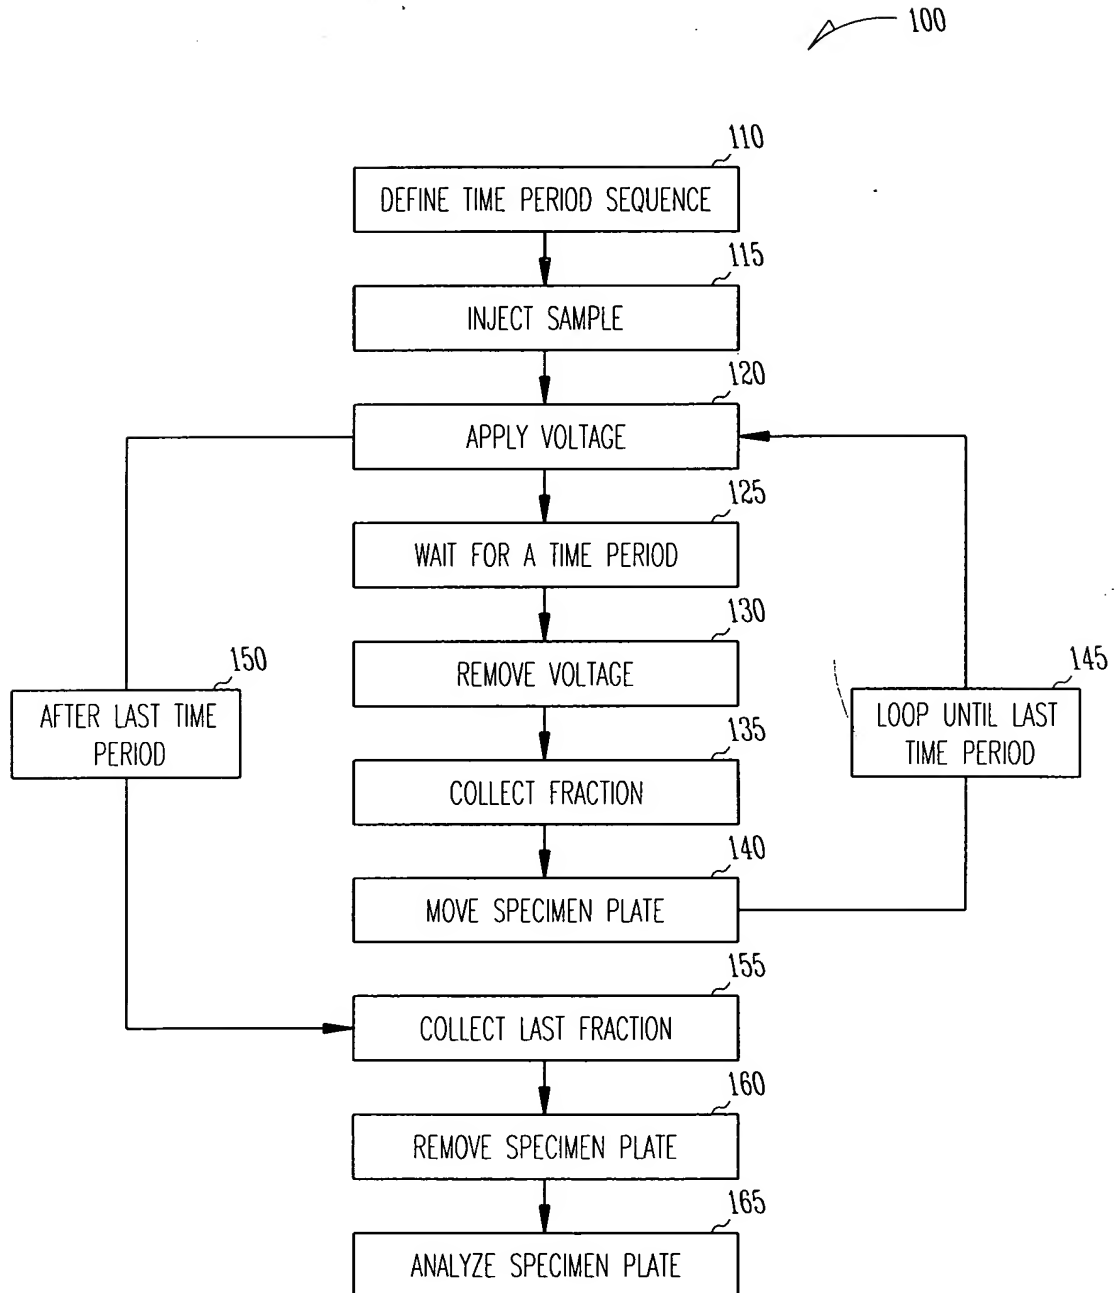 100
110
DEFINE TIME PERIOD SEQUENCE
115
INJECT SAMPLE
120
APPLY VOLTAGE
125
WAIT FOR A TIME PERIOD
130
REMOVE VOLTAGE
150
AFTER LAST TIME
PERIOD
145
LOOP UNTIL LAST
TIME PERIOD
135
COLLECT FRACTION
140
MOVE SPECIMEN PLATE
155
COLLECT LAST FRACTION
160
REMOVE SPECIMEN PLATE
165
ANALYZE SPECIMEN PLATE